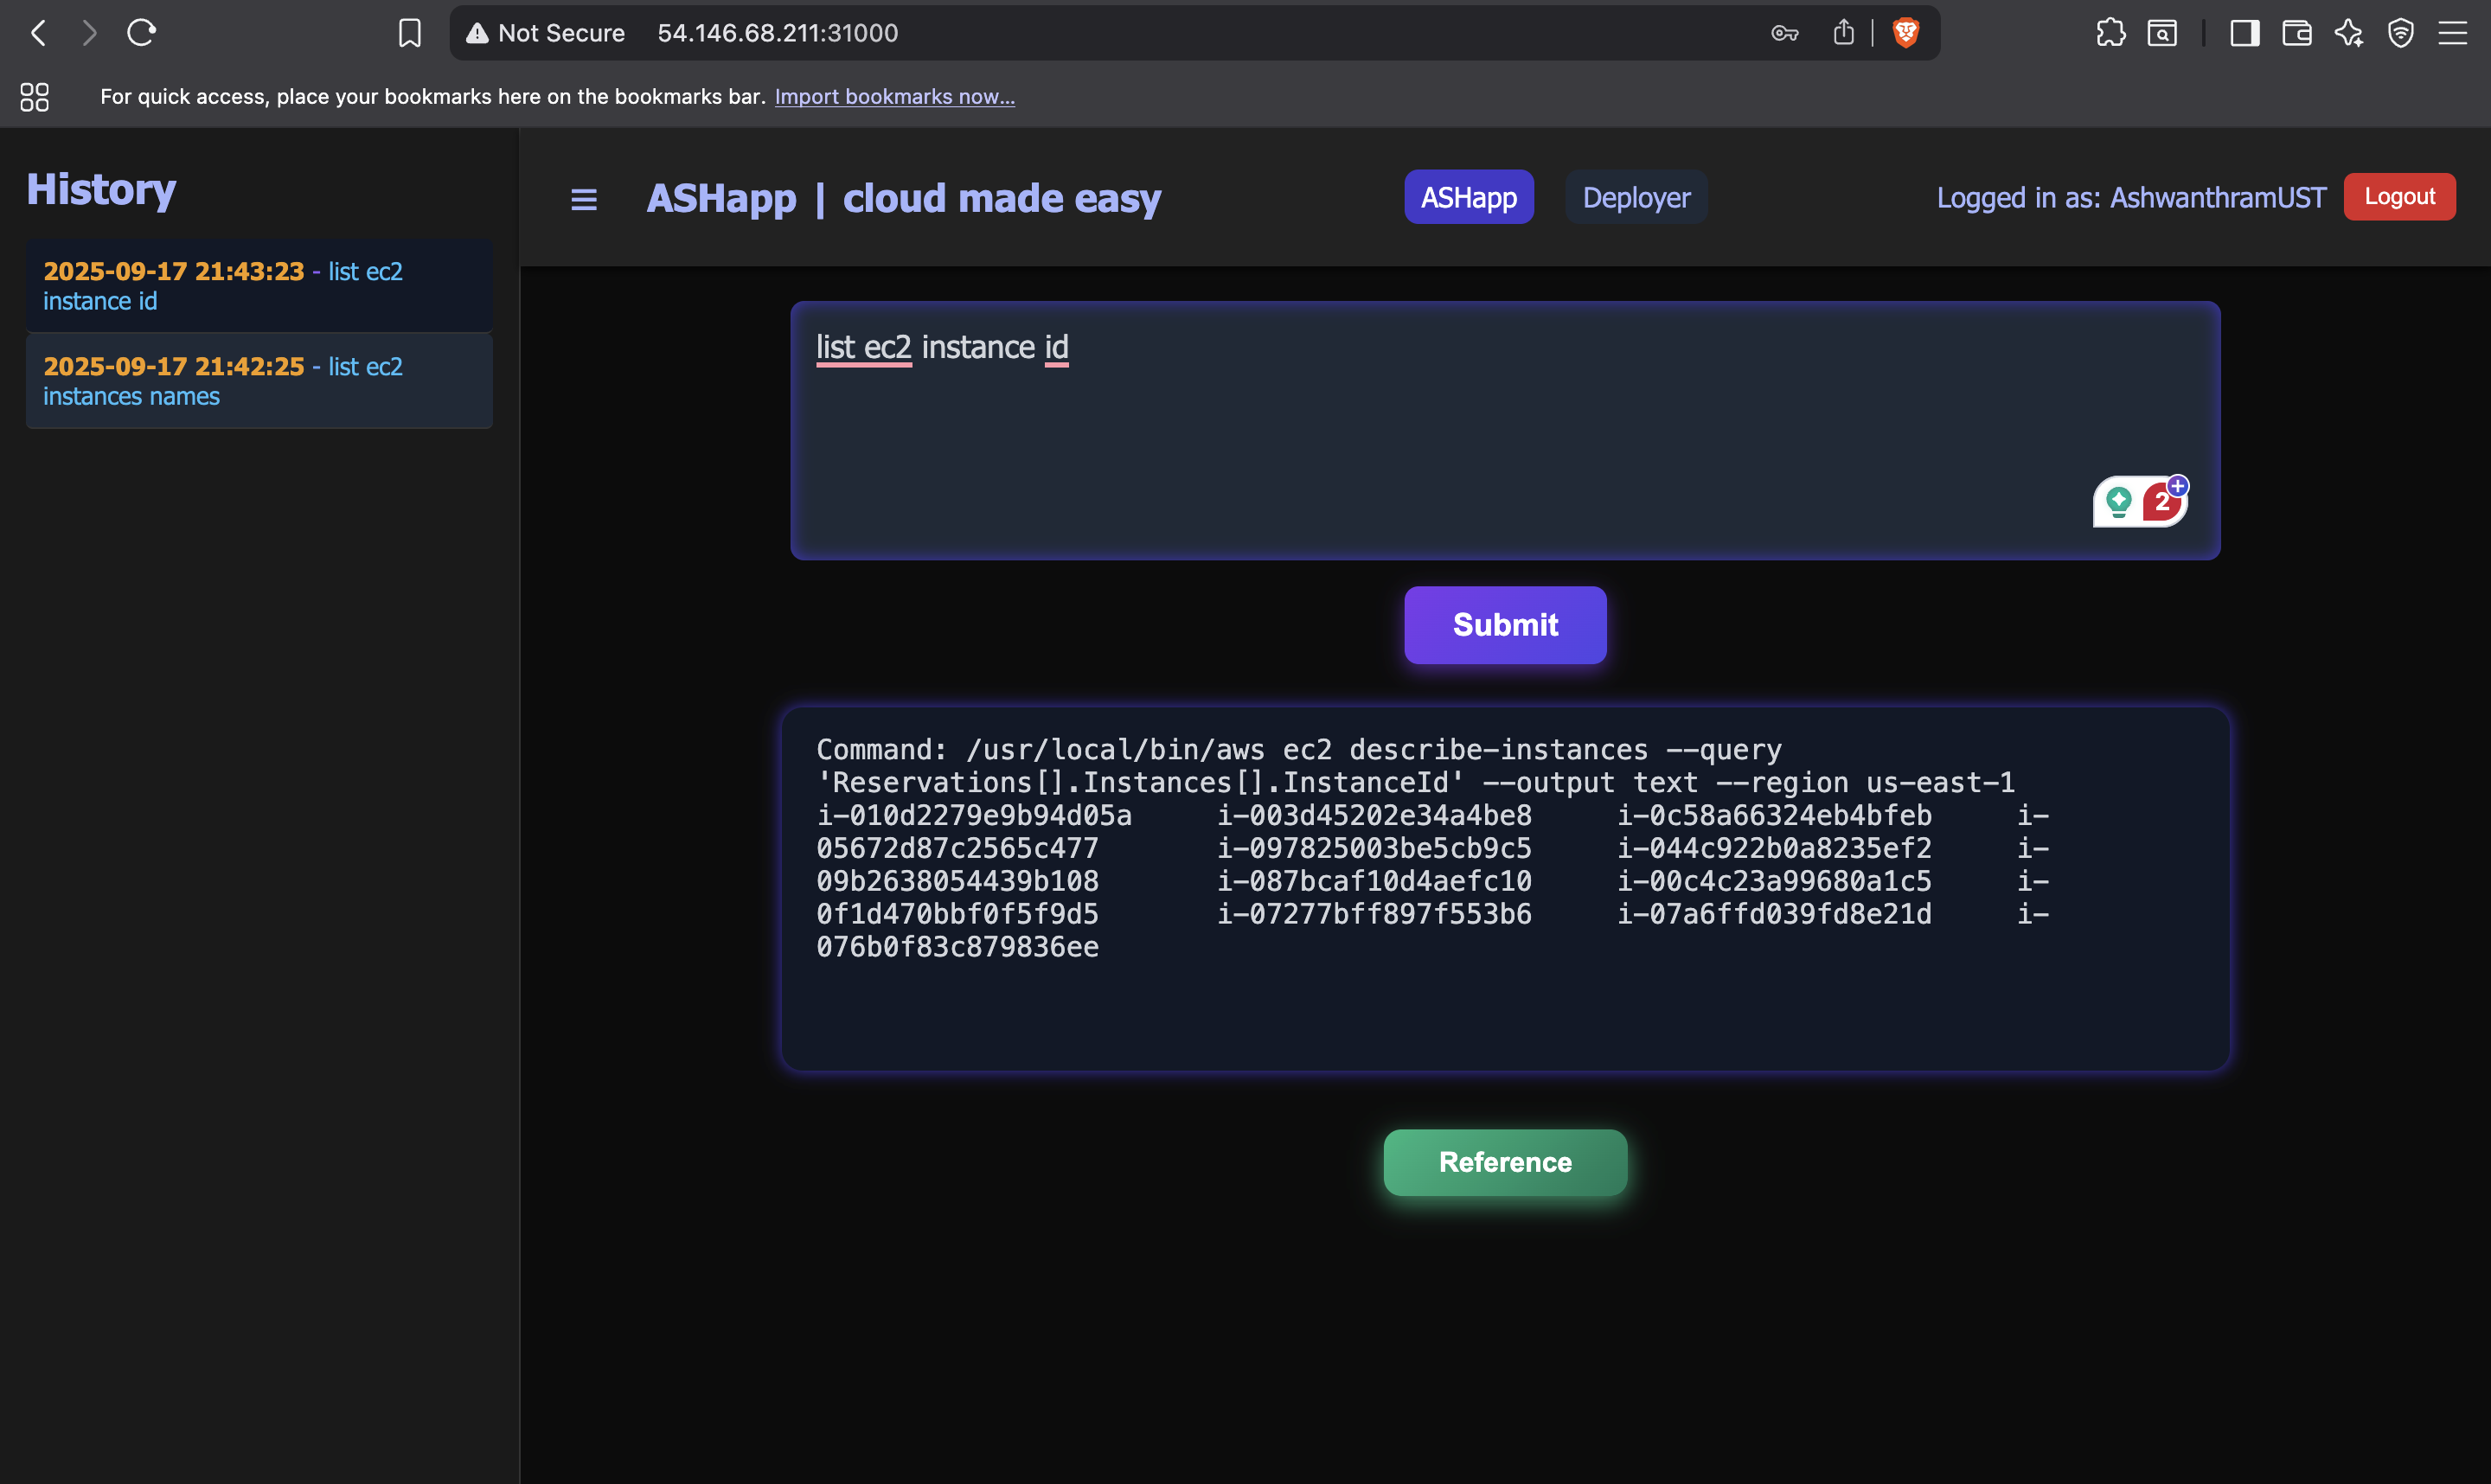 Not Secure 54.146.68.211:31000
For quick access, place your bookmarks here on the bookmarks bar. Import bookmarks now...
History
2025-09-17 21:43:23 - list ec2
instance id
2025-09-17 21:42:25 - list ec2
instances names
ASHapp | cloud made easy
ASHapp
Deployer
Logged in as: AshwanthramUST
Logout
list ec2 instance id
2
Submit
Command: /usr/local/bin/aws ec2 describe-instances --query
'Reservations[].Instances[].InstanceId' --output text --region us-east-1
i-010d2279e9b94d05a i-003d45202e34a4be8 i-0c58a66324eb4bfeb i-
05672d87c2565c477 i-097825003be5cb9c5 i-044c922b0a8235ef2 i-
09b2638054439b108 i-087bcaf10d4aefc10 i-00c4c23a99680a1c5 i-
0f1d470bbf0f5f9d5 i-07277bff897f553b6 i-07a6ffd039fd8e21d i-
076b0f83c879836ee
Reference